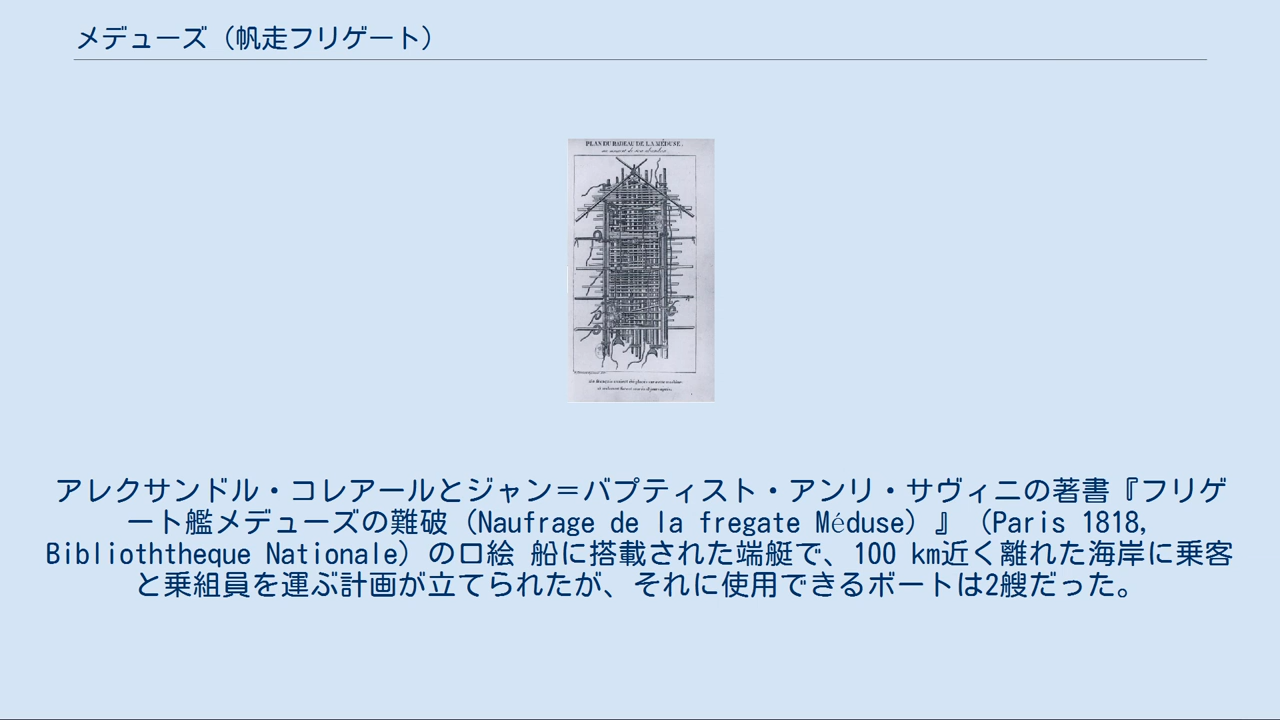 メデューズ（帆走フリゲート）
PLAN DU RADEAU DE LA MÉDUSE,
au moment de son abandon.
アレクサンドル・コレアールとジャン＝バプティスト・アンリ・サヴィニの著書『フリゲ
ート艦メデューズの難破（Naufrage de la fregate Méduse）』（Paris 1818,
Biblioththeque Nationale）の口絵 船に搭載された端艇で、100 km近く離れた海岸に乗客
と乗組員を運ぶ計画が立てられたが、それに使用できるボートは2艘だった。